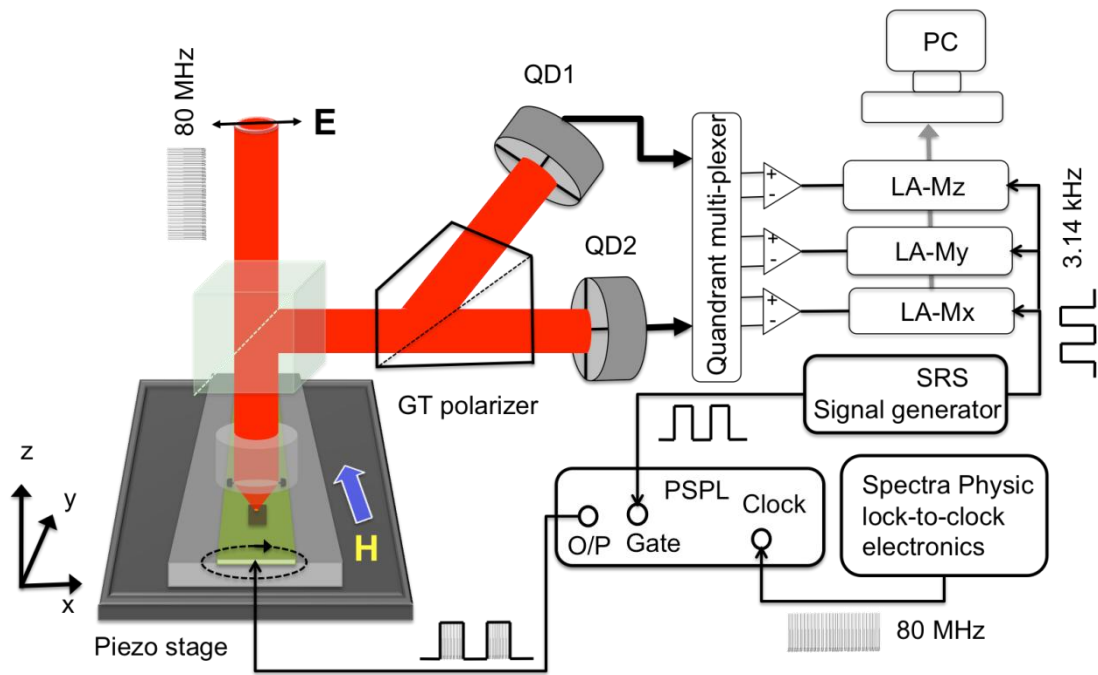 PC
QD1
80 MHz
E
LA-Mz
Quandrant multi-plexer
+
-
LA-My
+
-
3.14 kHz
QD2
LA-Mx
+
-
SRS
Signal generator
GT polarizer
z
y
x
H
PSPL
O/P
Gate
Clock
Spectra Physic
lock-to-clock
electronics
Piezo stage
80 MHz